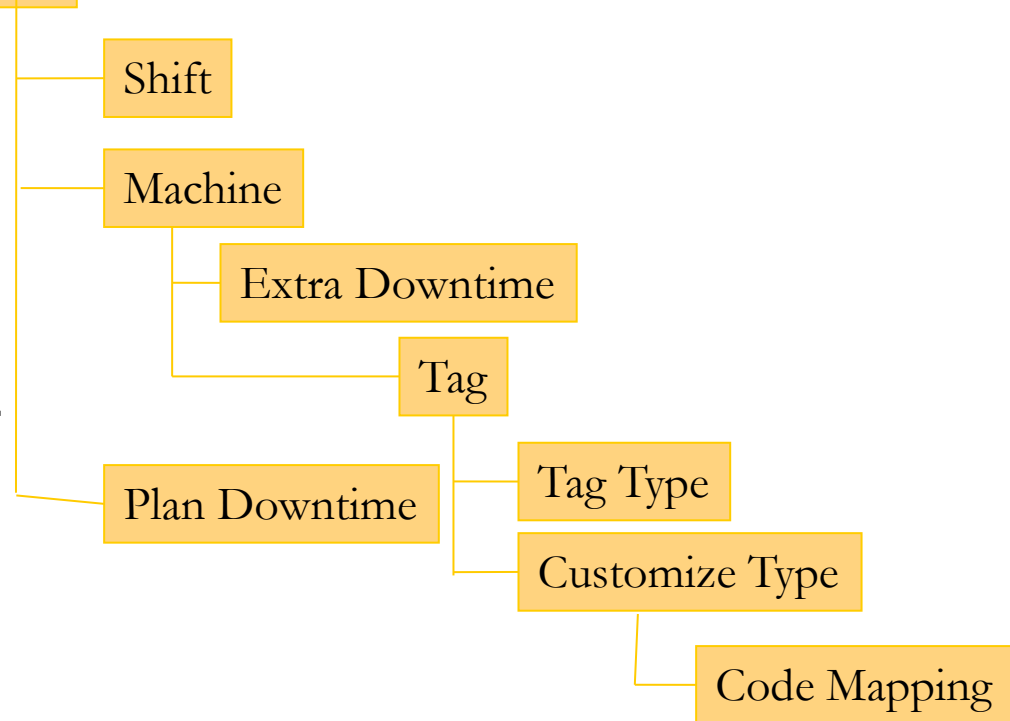 Shift
Machine
Extra Downtime
Tag
Tag Type
Plan Downtime
Customize Type
Code Mapping